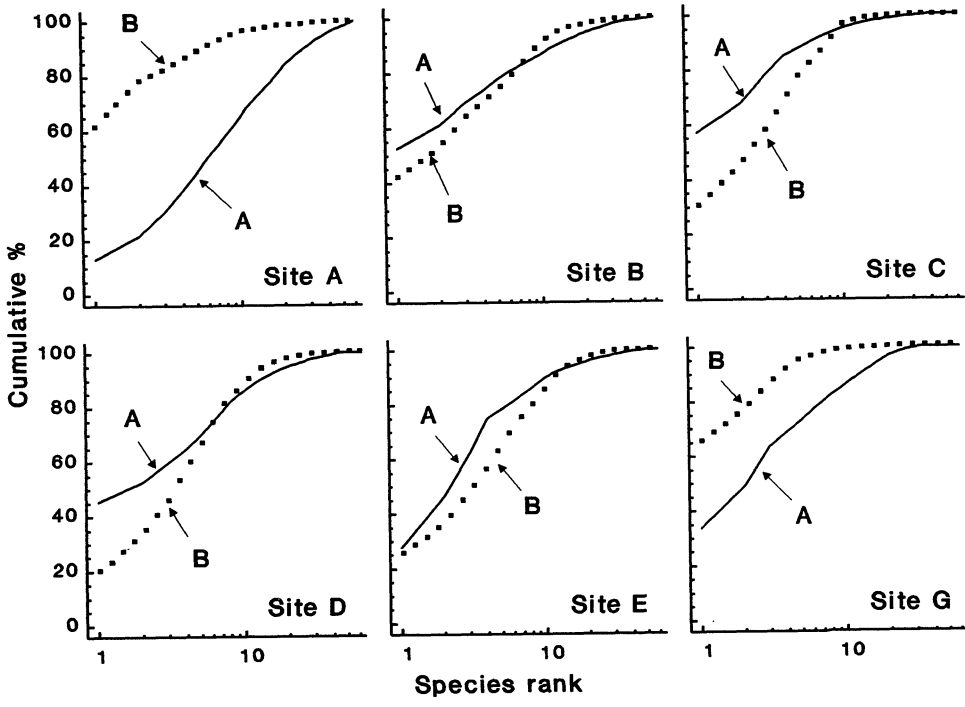 Cumulative %
100
80
60
40
20
0
B
A
Site A
A
B
Site B
A
B
Site C
100
80
60
40
20
0
A
B
Site D
A
B
Site E
B
A
Site G
1 10
1 10
1 10
Species rank